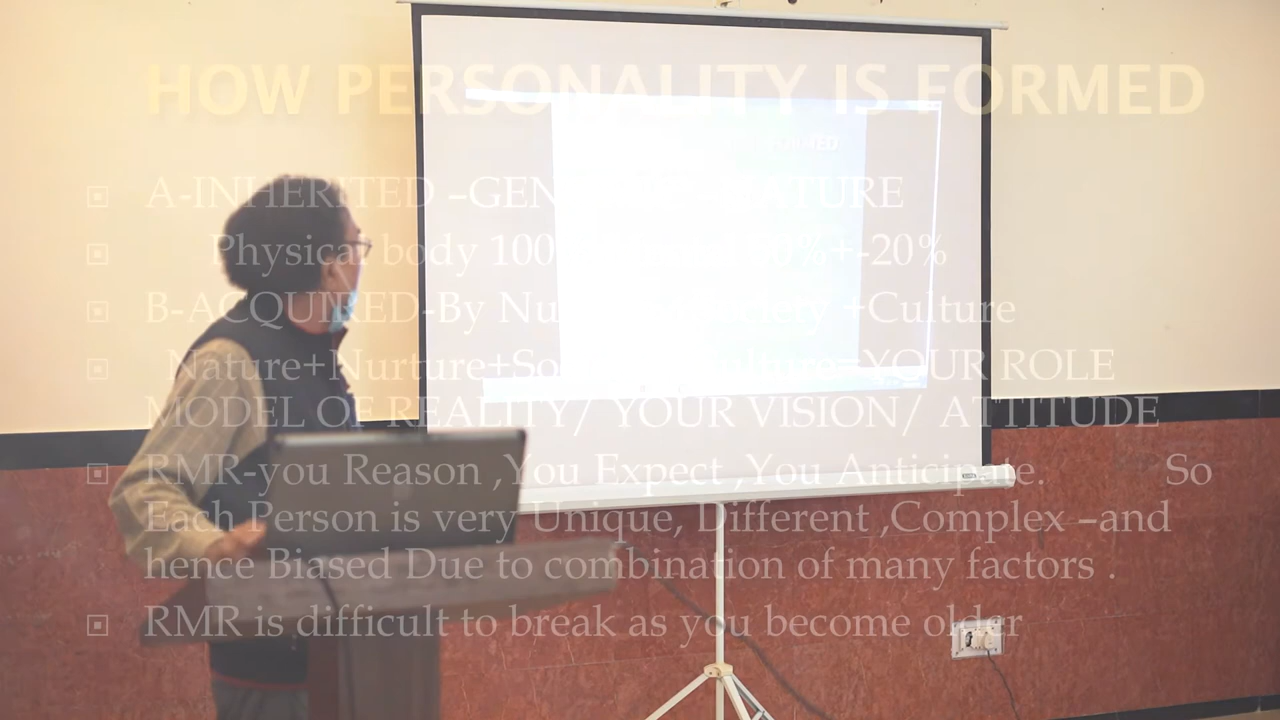 HOW PERSONALITY IS FORMED
A-INHERITED –GEN ATURE
Physical body 100 %+-20%
B-ACQUIRED-By Nu +Culture
Nature+Nurture+So YOUR ROLE
MODEL OF REALITY/ YOUR VISION/ ATTITUDE
RMR-you Reason ,You Expect ,You Anticipate. So
Each Person is very Unique, Different ,Complex –and
hence Biased Due to combination of many factors .
RMR is difficult to break as you become older